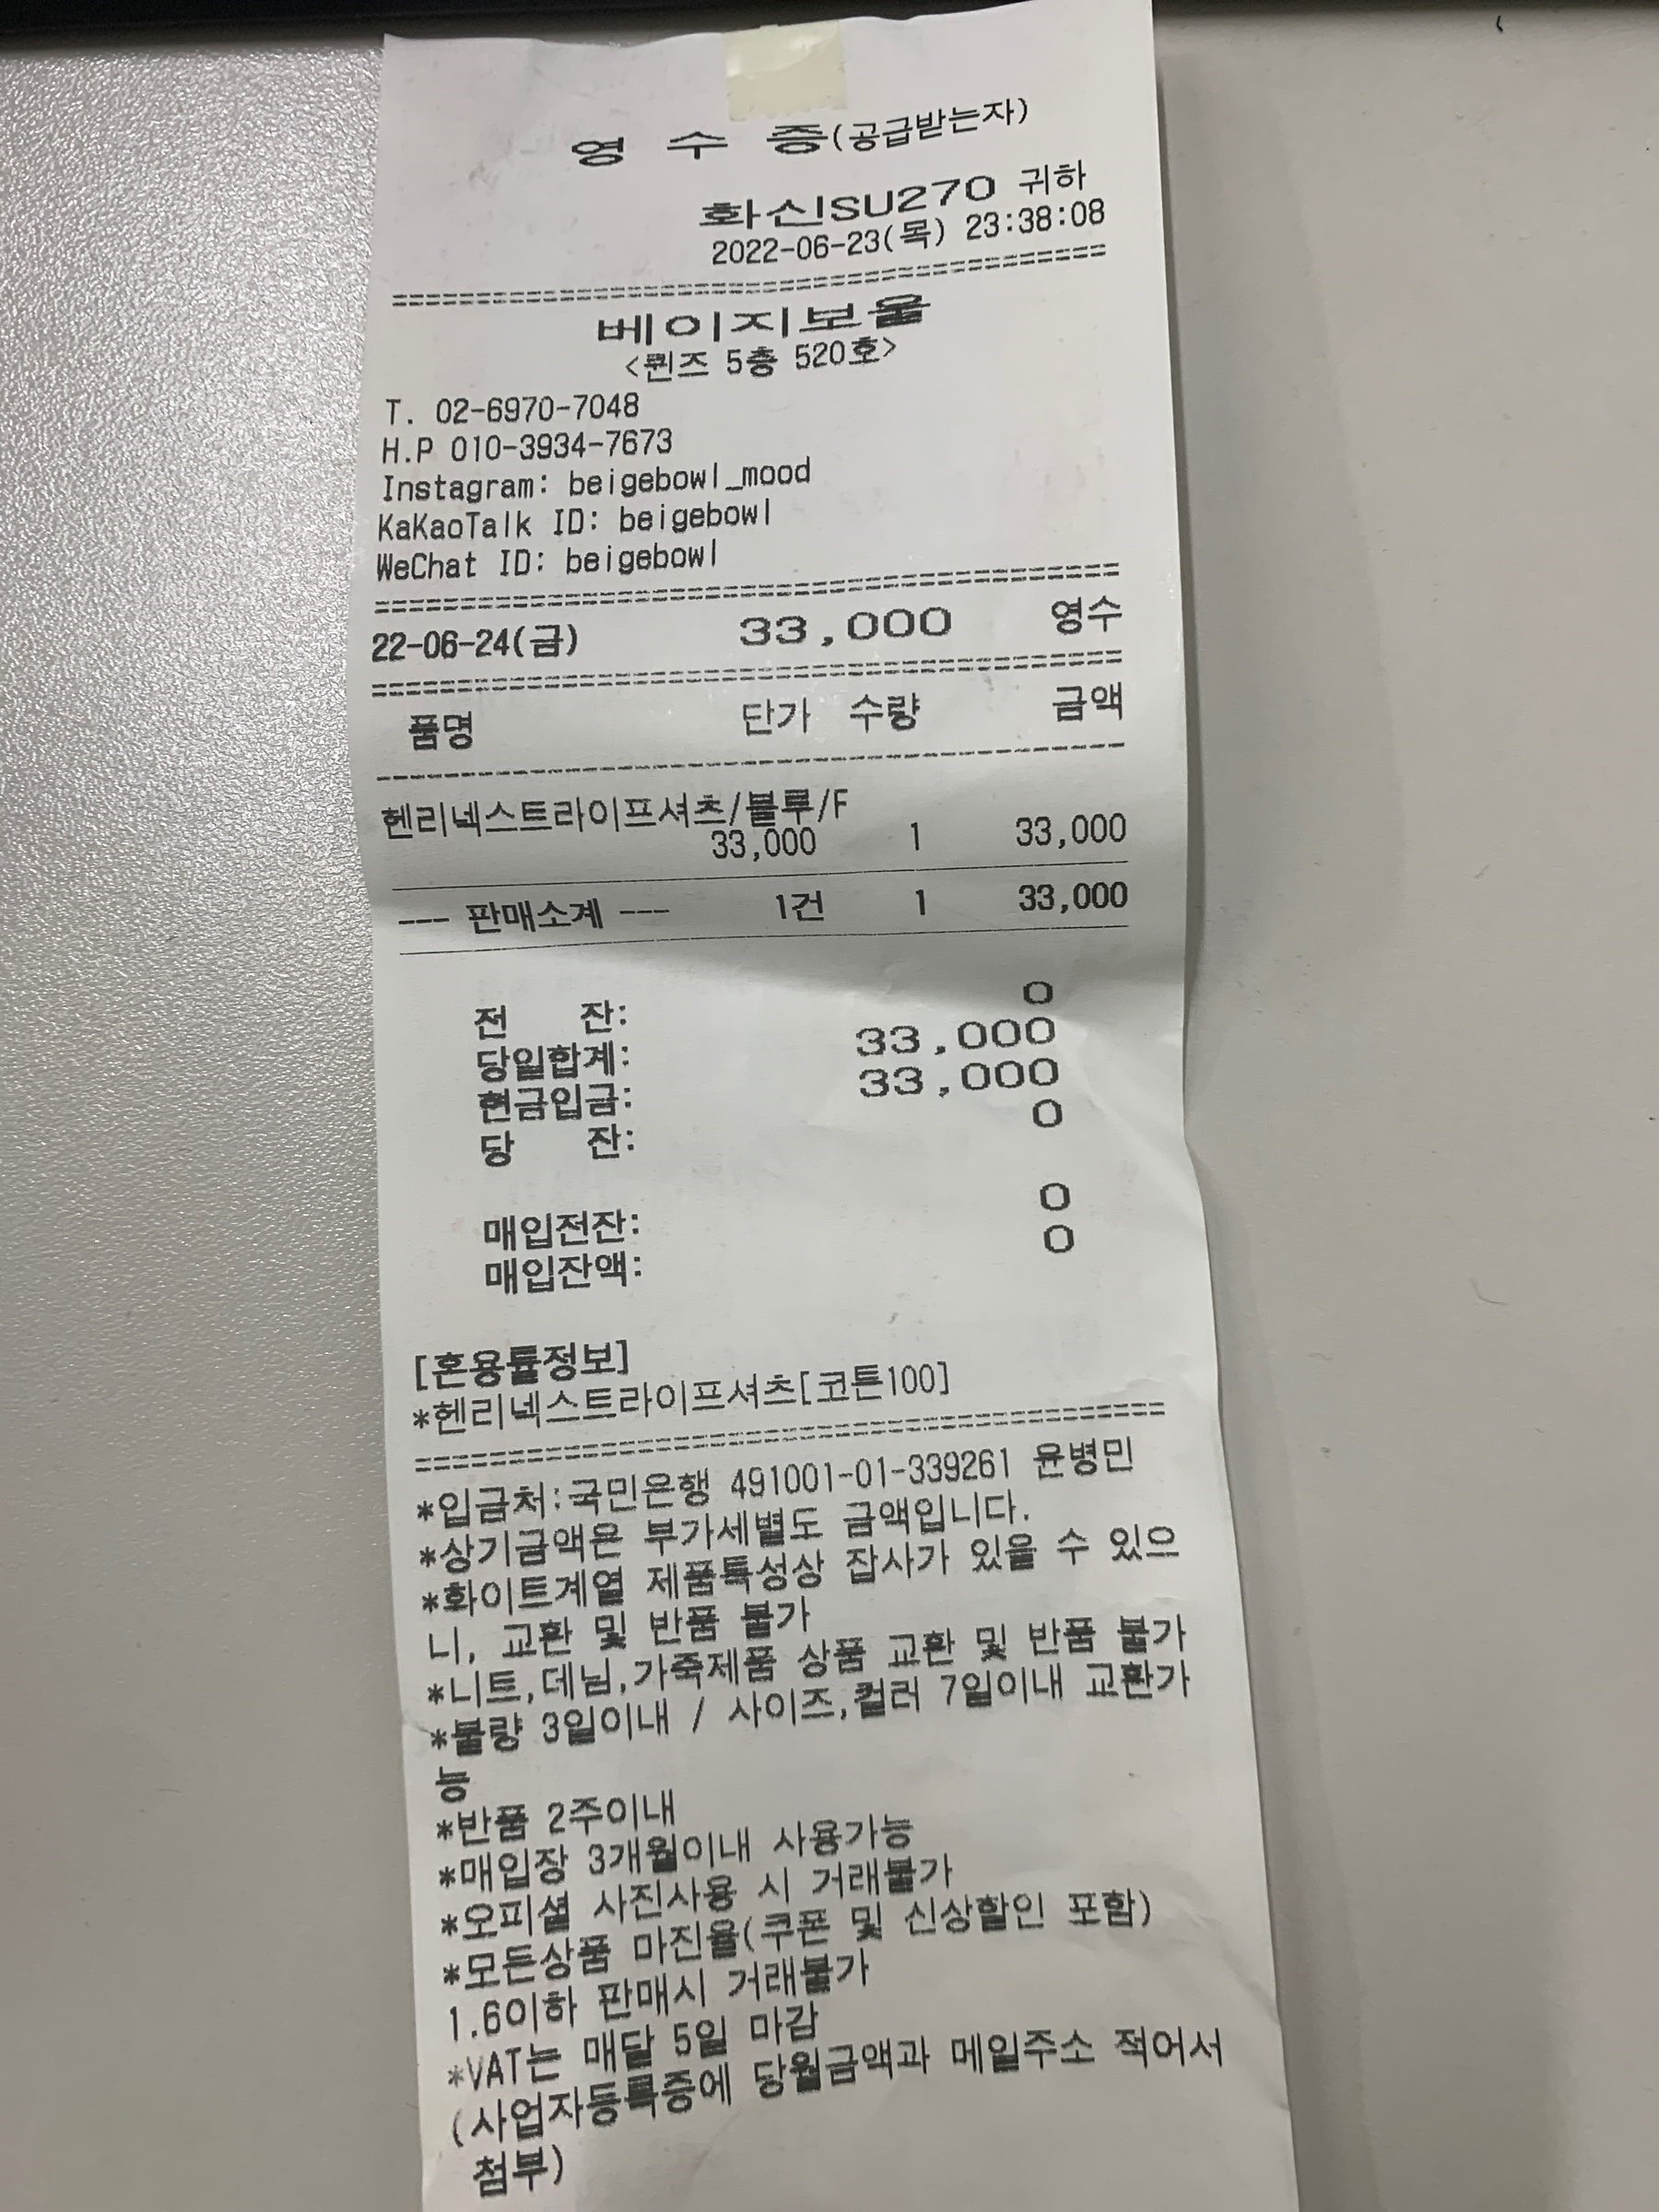 영 수 증(공급받는자)
화신SU270 귀하
2022-06-23(목) 23:38:08
========================================
베이지보울
<퀸즈 5층 520호>
T. 02-6970-7048
H.P 010-3934-7673
Instagram: beigebowl_mood
KaKaoTalk ID: beigebowl
WeChat ID: beigebowl
========================================
22-06-24(금) 33,000 영수
========================================
품명 단가 수량 금액
----------------------------------------
헨리넥스트라이프셔츠/블루/F
33,000 1 33,000
--- 판매소계 --- 1건 1 33,000
전 잔: 0
당일합계: 33,000
현금입금: 33,000
당 잔: 0
매입전잔: 0
매입잔액: 0
[혼용률정보]
*헨리넥스트라이프셔츠[코튼100]
========================================
*입금처:국민은행 491001-01-339261 윤병민
*상기금액은 부가세별도 금액입니다.
*화이트계열 제품특성상 잡사가 있을 수 있으
니, 교환 및 반품 불가
*니트,데님,가죽제품 상품 교환 및 반품 불가
*불량 3일이내 / 사이즈,컬러 7일이내 교환가
능
*반품 2주이내
*매입장 3개월이내 사용가능
*오피셜 사진사용 시 거래불가
*모든상품 마진율(쿠폰 및 신상할인 포함)
1.6이하 판매시 거래불가
*VAT는 매달 5일 마감
(사업자등록증에 당월금액과 메일주소 적어서
첨부)